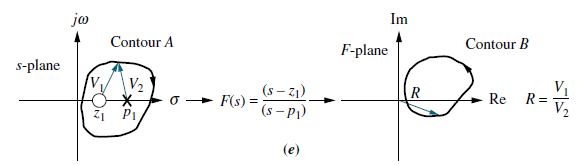 jω
Contour A
s-plane
V₁
V₂
z₁
p₁
σ
F(s) = (s – z₁)
(s – p₁)
Im
F-plane
Contour B
R
Re
R = V₁
V₂
(e)